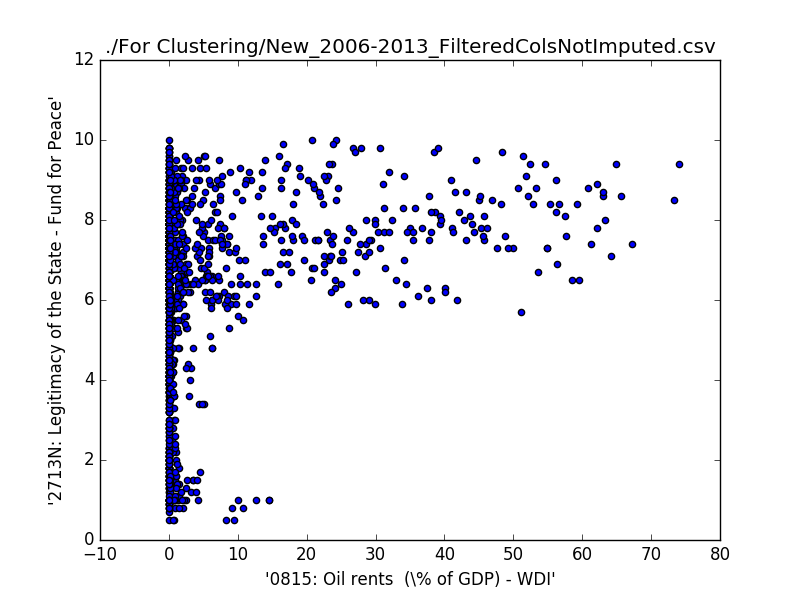 ./For Clustering/New_2006-2013_FilteredColsNotImputed.csv
12
10
8
6
4
2
0
'2713N: Legitimacy of the State - Fund for Peace'
−10 0 10 20 30 40 50 60 70 80
'0815: Oil rents  (\% of GDP) - WDI'